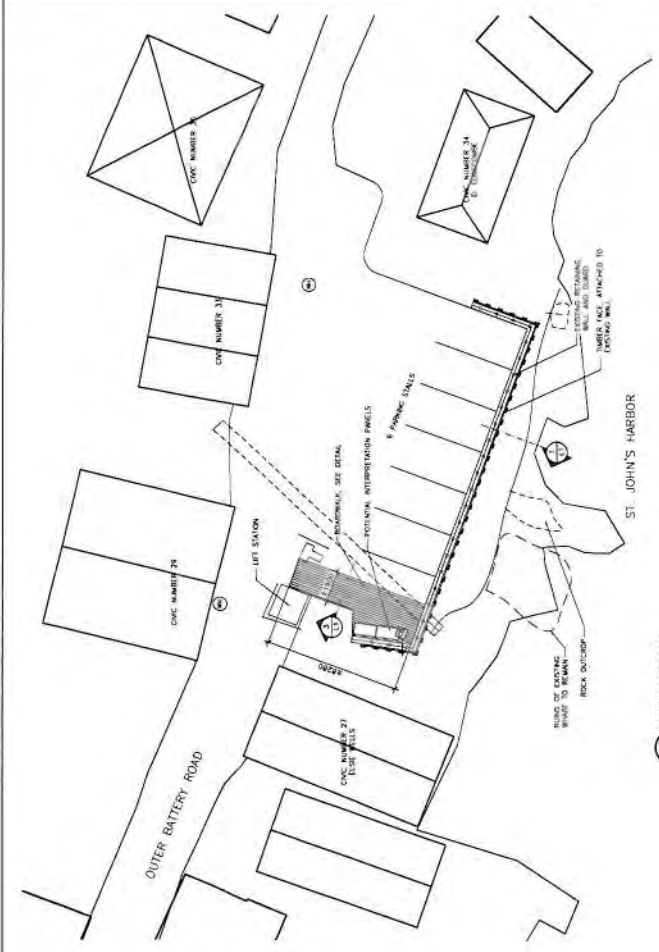 CIVIC NUMBER 33
CIVIC NUMBER 34
CIVIC NUMBER 29
LIFT STATION
BOARDWALK, SEE DETAIL
POTENTIAL INTERPRETATION PANELS
6 PARKING STALLS
EXISTING RETAINING
WALL AND GUARD
TIMBER FACE, ATTACHED TO
EXISTING WALL
CIVIC NUMBER 27
ELSIE WELLS
OUTER BATTERY ROAD
RUINS OF EXISTING
WHARF TO REMAIN
ROCK OUTCROP
ST. JOHN'S HARBOR